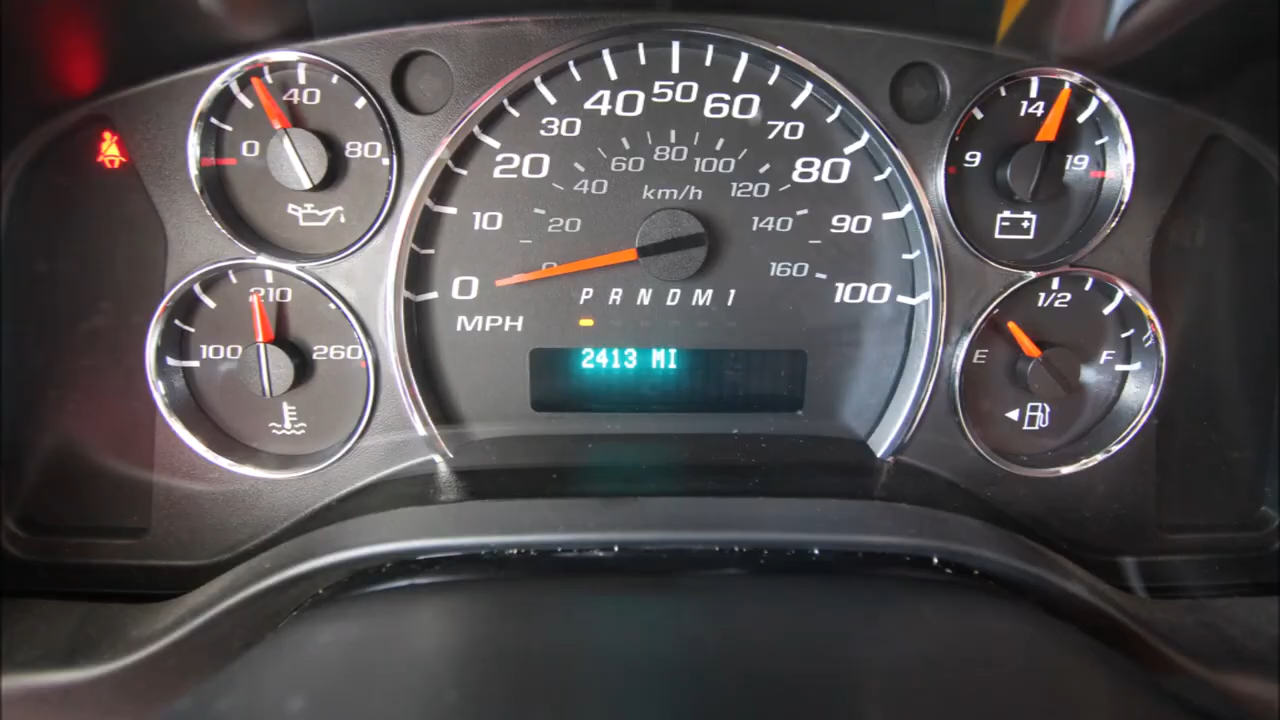 0 40 80
100 210 260
0 10 20 30 40 50 60 70 80 90 100
0 20 40 60 80 100 120 140 160
km/h
MPH
P R N D M 1
2413 MI
9 14 19
E 1/2 F